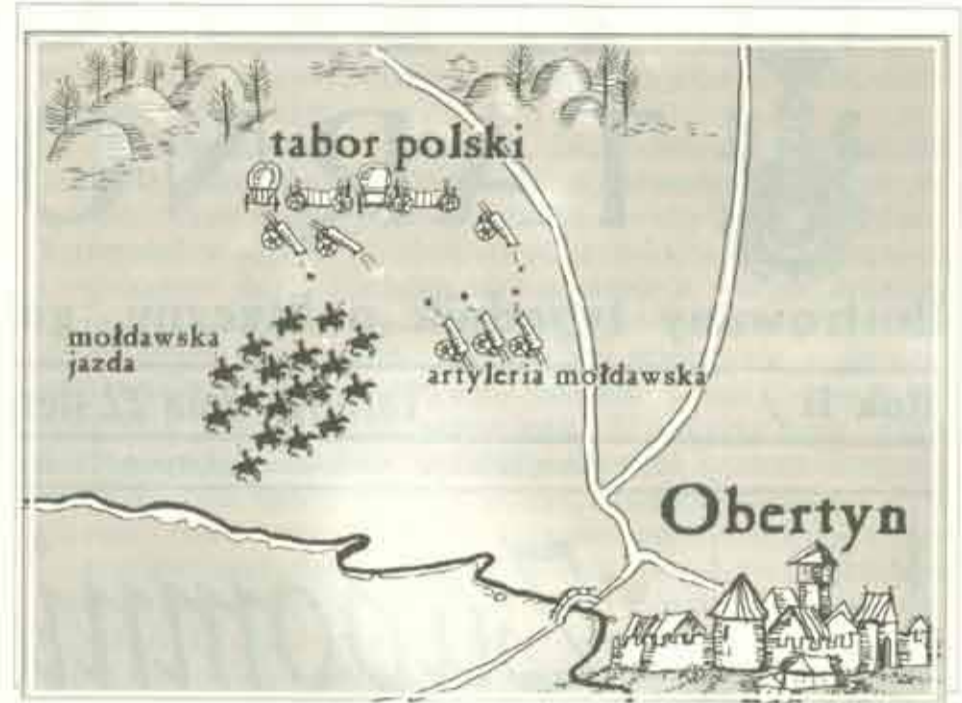 tabor polski
mołdawska
jazda
artyleria mołdawska
Obertyn